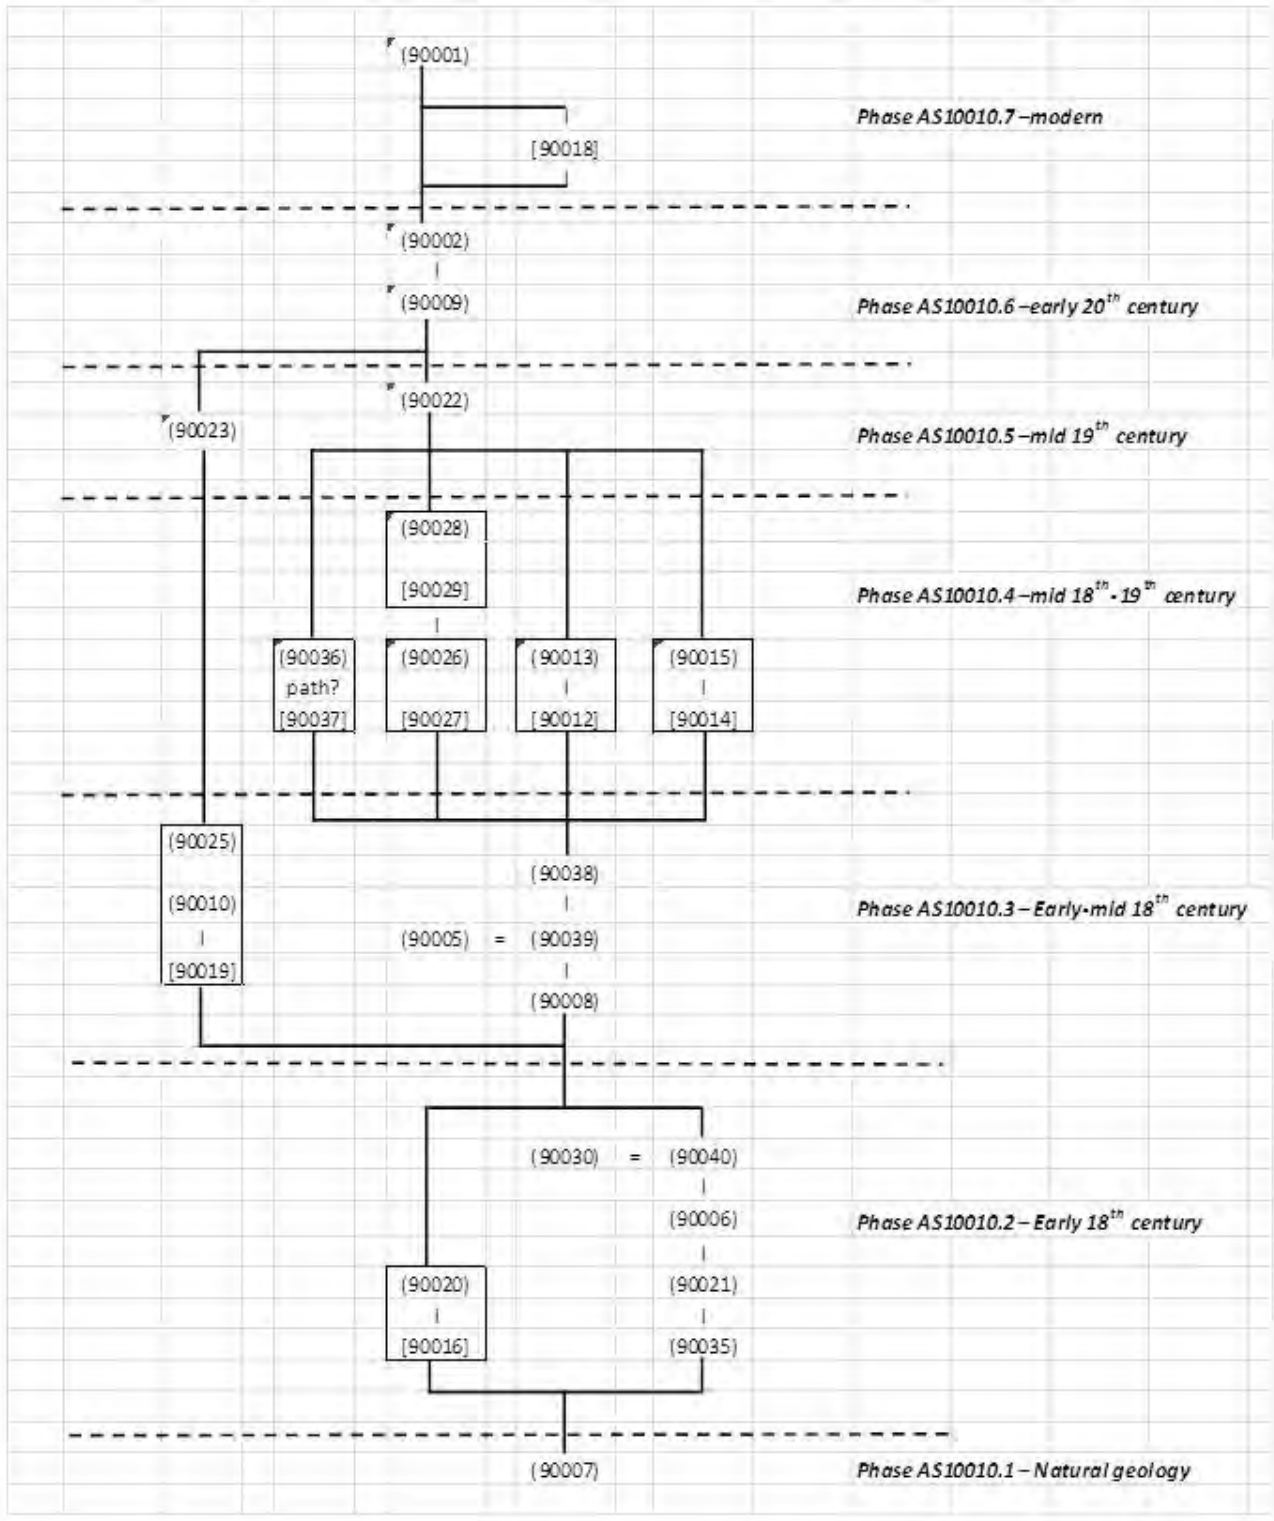 (90001)
Phase AS10010.7 –modern
[90018]
(90002)
(90009)
Phase AS10010.6 –early 20th century
(90022)
(90023)
Phase AS10010.5 –mid 19th century
(90028)
[90029]
Phase AS10010.4 –mid 18th - 19th century
(90036) (90026) (90013) (90015)
path?
[90037] [90027] [90012] [90014]
(90025)
(90038)
(90010)
Phase AS10010.3 – Early-mid 18th century
(90005) = (90039)
[90019]
(90008)
(90030) = (90040)
(90006)
Phase AS10010.2 – Early 18th century
(90020) (90021)
[90016] (90035)
(90007)
Phase AS10010.1 – Natural geology